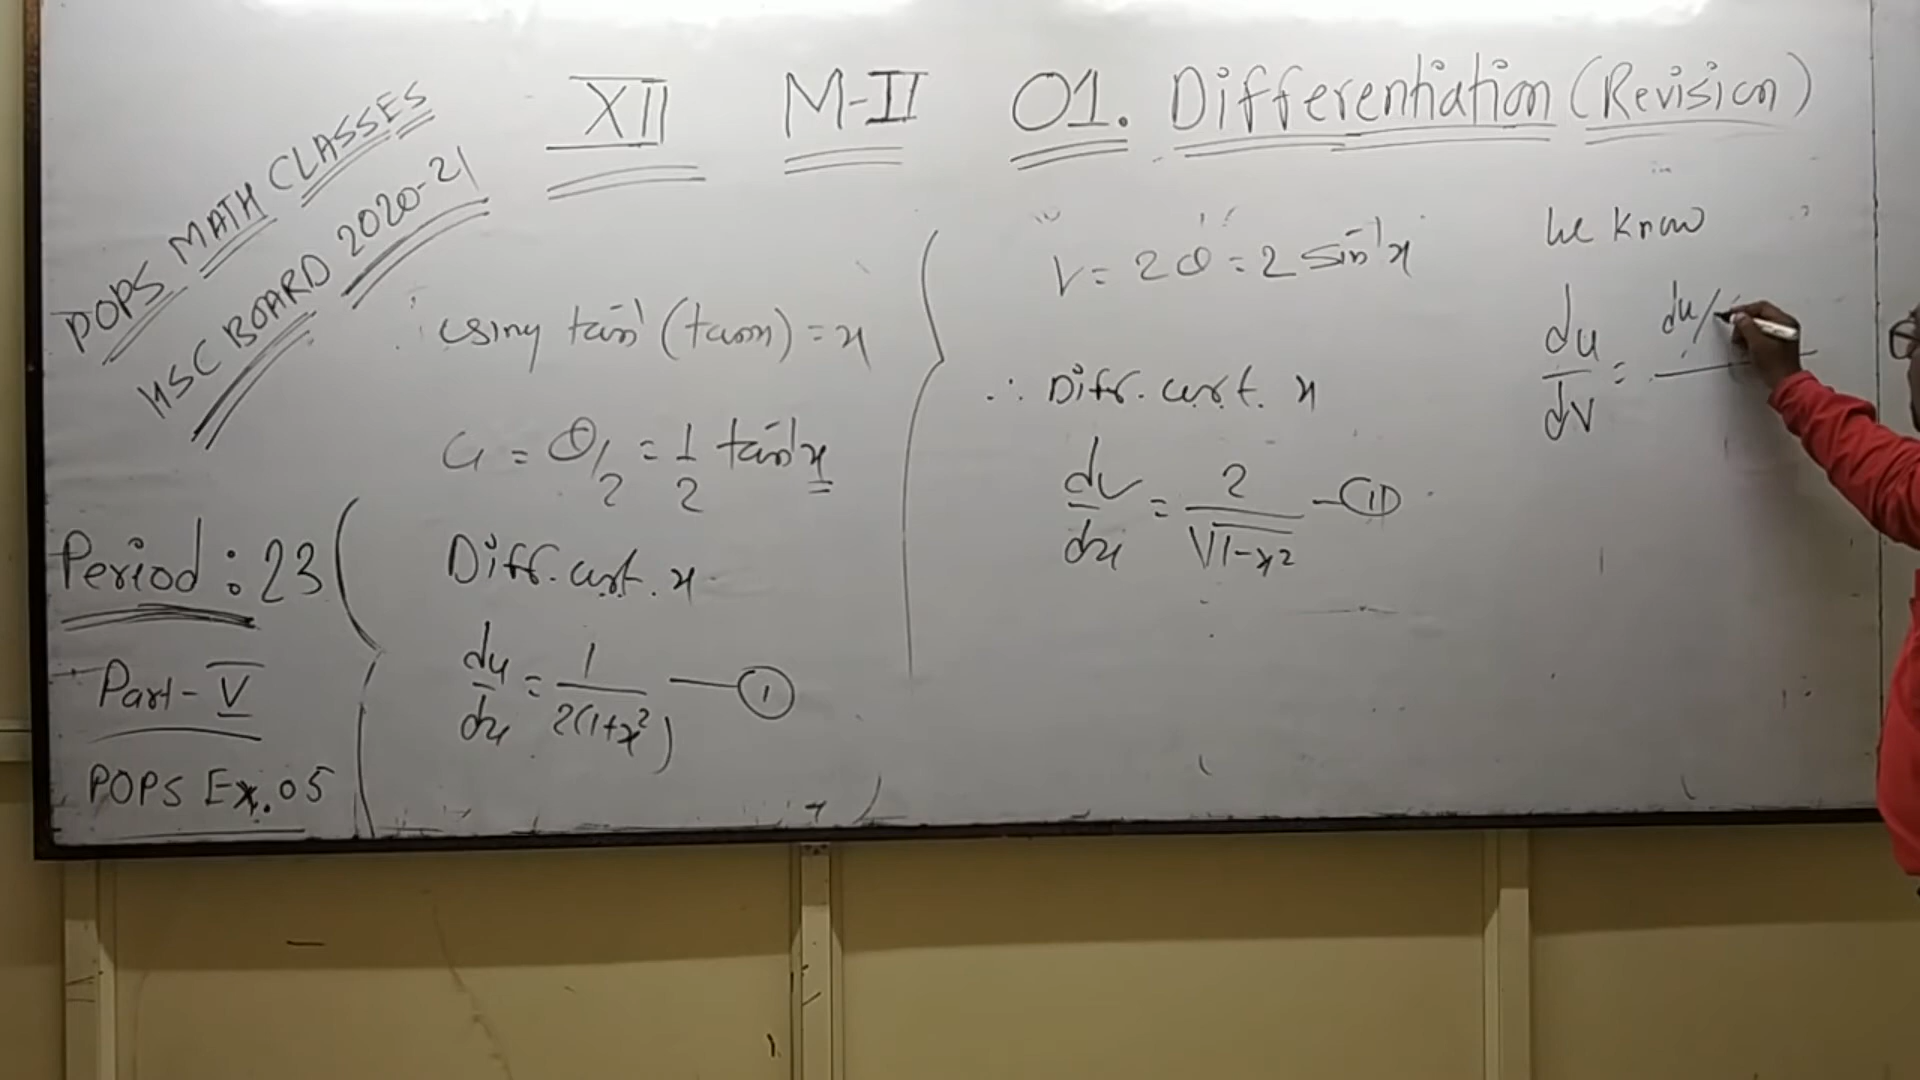 POPS MATH CLASSES
HSC BOARD 2020-21
XII M-II 01. Differentiation (Revision)
Period : 23
Part - V
POPS Ex. 05
using tan⁻¹ (tan x) = x
u = θ/2 = 1/2 tan⁻¹x
Diff. w.r.t. x
du/dx = 1/2(1+x²) — ①
V = 2θ = 2 sin⁻¹x
∴ Diff. w.r.t. x
dv/dx = 2/√1-x² — ⅠⅠ
We know
du/dv = du/